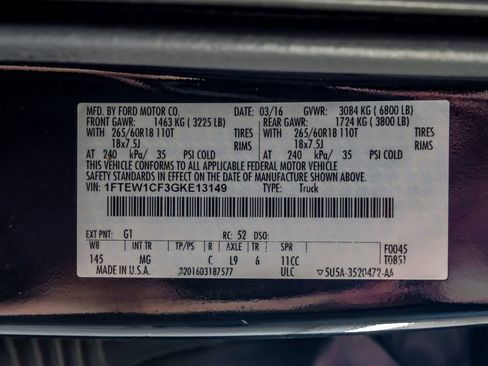 MFD. BY FORD MOTOR CO. DATE: 03/16 GVWR: 3084 KG ( 6800 LB)
FRONT GAWR: 1463 KG ( 3225 LB) REAR GAWR: 1724 KG ( 3800 LB)
WITH 265/60R18 110T TIRES WITH 265/60R18 110T TIRES
18x7.5J RIMS 18x7.5J RIMS
AT 240 kPa/ 35 PSI COLD AT 240 kPa/ 35 PSI COLD
THIS VEHICLE CONFORMS TO ALL APPLICABLE FEDERAL MOTOR VEHICLE
SAFETY STANDARDS IN EFFECT ON THE DATE OF MANUFACTURE SHOWN ABOVE.
VIN: 1FTEW1CF3GKE13149 TYPE: Truck
EXT PNT: G1 RC: 52 DSO:
WB INT TR TP/PS R AXLE TR SPR F0045
145 MG C L9 6 11CC T0851
MADE IN U.S.A. 3201603187577 ULC 5U5A-3520472-AA